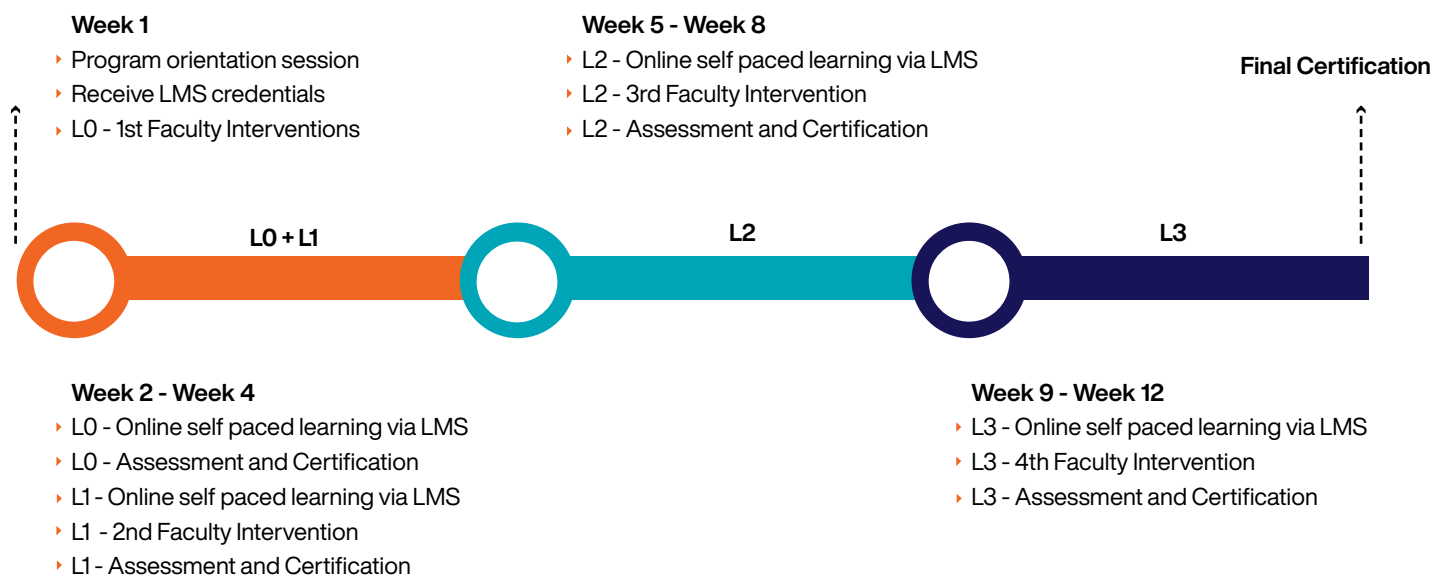 Week 1
Program orientation session
Receive LMS credentials
L0 - 1st Faculty Interventions
Week 5 - Week 8
L2 - Online self paced learning via LMS
L2 - 3rd Faculty Intervention
L2 - Assessment and Certification
Final Certification
L0 + L1
L2
L3
Week 2 - Week 4
L0 - Online self paced learning via LMS
L0 - Assessment and Certification
L1 - Online self paced learning via LMS
L1 - 2nd Faculty Intervention
L1 - Assessment and Certification
Week 9 - Week 12
L3 - Online self paced learning via LMS
L3 - 4th Faculty Intervention
L3 - Assessment and Certification